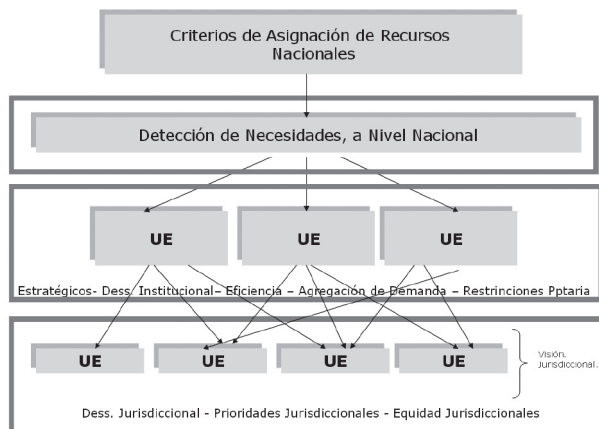 Criterios de Asignación de Recursos
Nacionales
Detección de Necesidades, a Nivel Nacional
UE
UE
UE
Estratégicos- Dess. Institucional– Eficiencia – Agregación de Demanda – Restrinciones Pptaria
UE
UE
UE
UE
Visión.
Jurisdiccional.
Dess. Jurisdiccional - Prioridades Jurisdiccionales - Equidad Jurisdiccionales